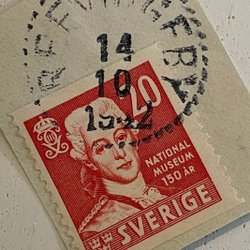 14
10
1942
20
NATIONAL
MUSEUM
150 ÅR
SVERIGE